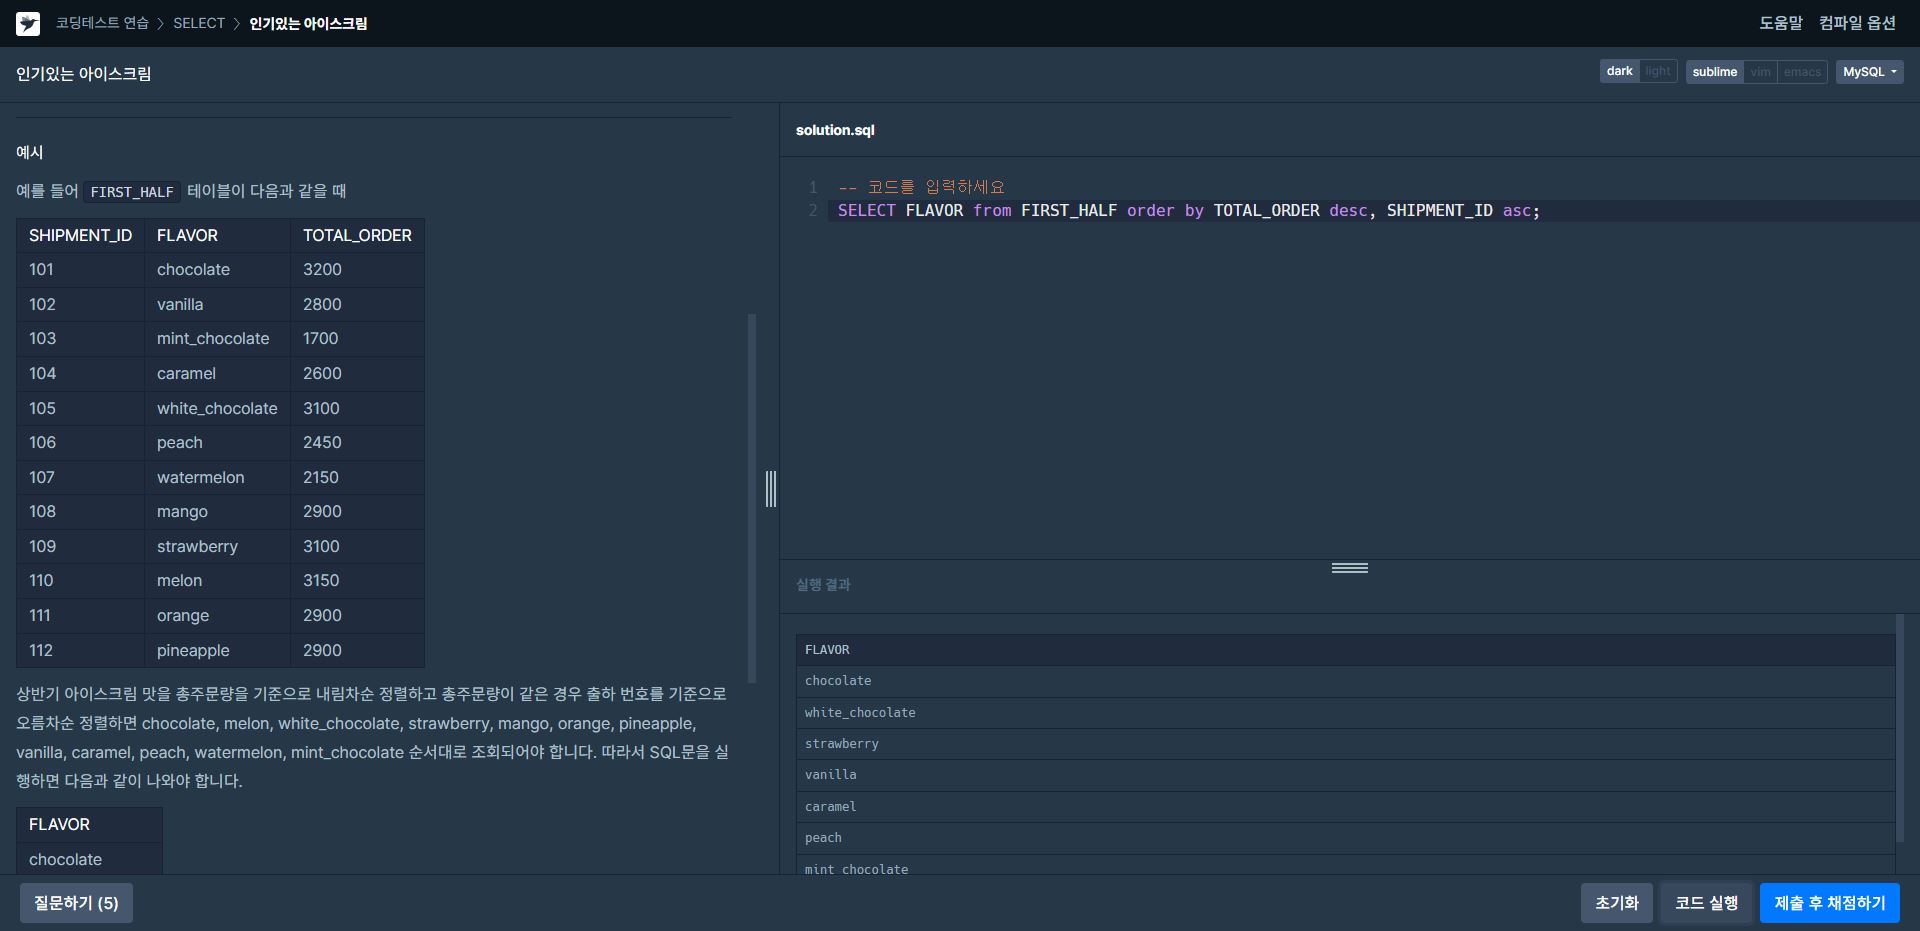 코딩테스트 연습 > SELECT > 인기있는 아이스크림
도움말 컴파일 옵션
인기있는 아이스크림
dark light sublime vim emacs MySQL
예시
예를 들어 FIRST_HALF 테이블이 다음과 같을 때
SHIPMENT_ID FLAVOR TOTAL_ORDER
101 chocolate 3200
102 vanilla 2800
103 mint_chocolate 1700
104 caramel 2600
105 white_chocolate 3100
106 peach 2450
107 watermelon 2150
108 mango 2900
109 strawberry 3100
110 melon 3150
111 orange 2900
112 pineapple 2900
상반기 아이스크림 맛을 총주문량을 기준으로 내림차순 정렬하고 총주문량이 같은 경우 출하 번호를 기준으로
오름차순 정렬하면 chocolate, melon, white_chocolate, strawberry, mango, orange, pineapple,
vanilla, caramel, peach, watermelon, mint_chocolate 순서대로 조회되어야 합니다. 따라서 SQL문을 실
행하면 다음과 같이 나와야 합니다.
FLAVOR
chocolate
solution.sql
1 -- 코드를 입력하세요
2 SELECT FLAVOR from FIRST_HALF order by TOTAL_ORDER desc, SHIPMENT_ID asc;
실행 결과
FLAVOR
chocolate
white_chocolate
strawberry
vanilla
caramel
peach
mint_chocolate
질문하기 (5)
초기화 코드 실행 제출 후 채점하기